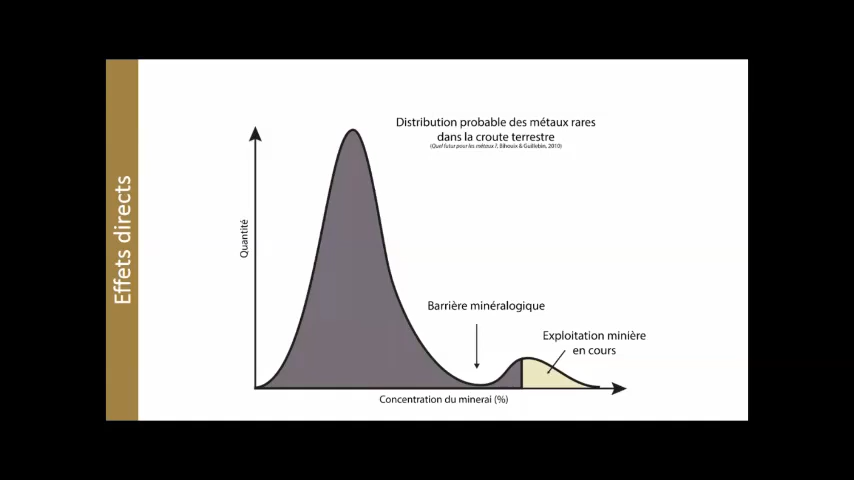 Effets directs
Distribution probable des métaux rares
dans la croute terrestre
(Quel futur pour les métaux ?, Bihouix & Guillebin, 2010)
Quantité
Barrière minéralogique
Exploitation minière
en cours
Concentration du minerai (%)